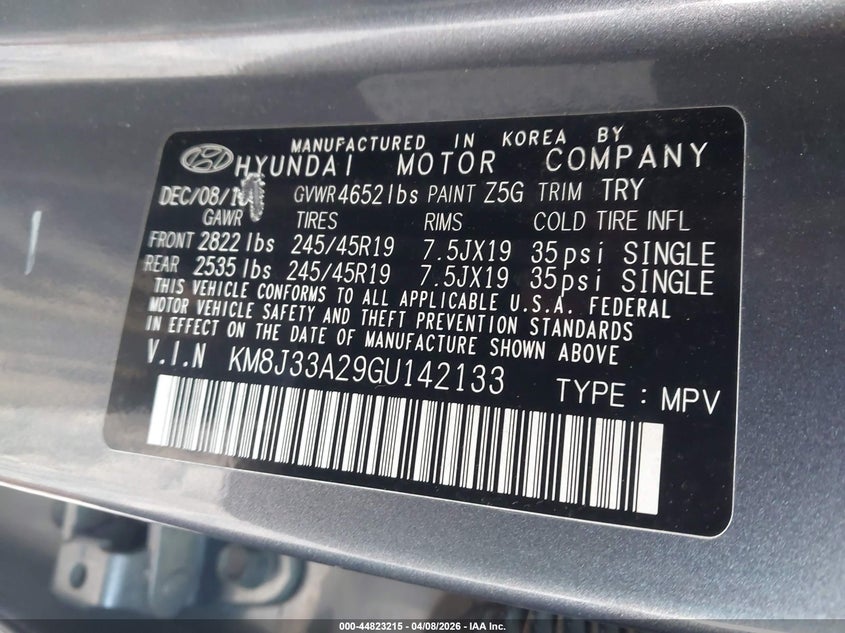 MANUFACTURED IN KOREA BY
HYUNDAI MOTOR COMPANY
DEC/08/1 GVWR 4652 lbs PAINT Z5G TRIM TRY
GAWR TIRES RIMS COLD TIRE INFL
FRONT 2822 lbs 245/45R19 7.5JX19 35psi SINGLE
REAR 2535 lbs 245/45R19 7.5JX19 35psi SINGLE
THIS VEHICLE CONFORMS TO ALL APPLICABLE U.S.A. FEDERAL
MOTOR VEHICLE SAFETY AND THEFT PREVENTION STANDARDS
IN EFFECT ON THE DATE OF MANUFACTURE SHOWN ABOVE
V.I.N KM8J33A29GU142133
TYPE : MPV
000-44823215 - 04/08/2026 - IAA Inc.